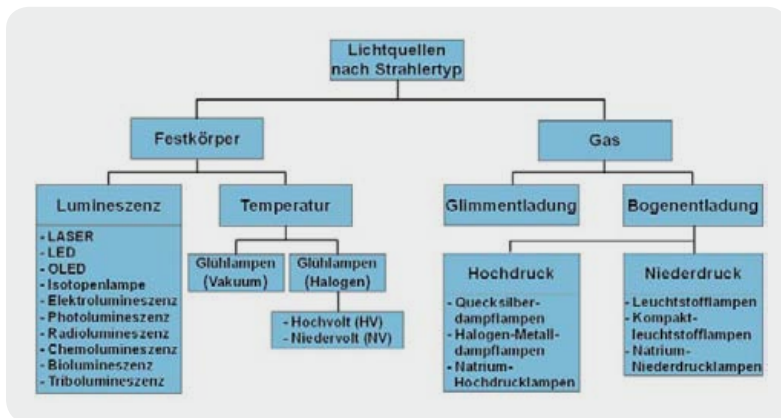 Lichtquellen
nach Strahlertyp
Festkörper
Gas
Lumineszenz
- LASER
- LED
- OLED
- Isotopenlampe
- Elektrolumineszenz
- Photolumineszenz
- Radiolumineszenz
- Chemolumineszenz
- Biolumineszenz
- Tribolumineszenz
Temperatur
Glühlampen
(Vakuum)
Glühlampen
(Halogen)
- Hochvolt (HV)
- Niedervolt (NV)
Glimmentladung
Bogenentladung
Hochdruck
- Quecksilber-
dampflampen
- Halogen-Metall-
dampflampen
- Natrium-
Hochdrucklampen
Niederdruck
- Leuchtstofflampen
- Kompakt-
leuchtstofflampen
- Natrium-
Niederdrucklampen